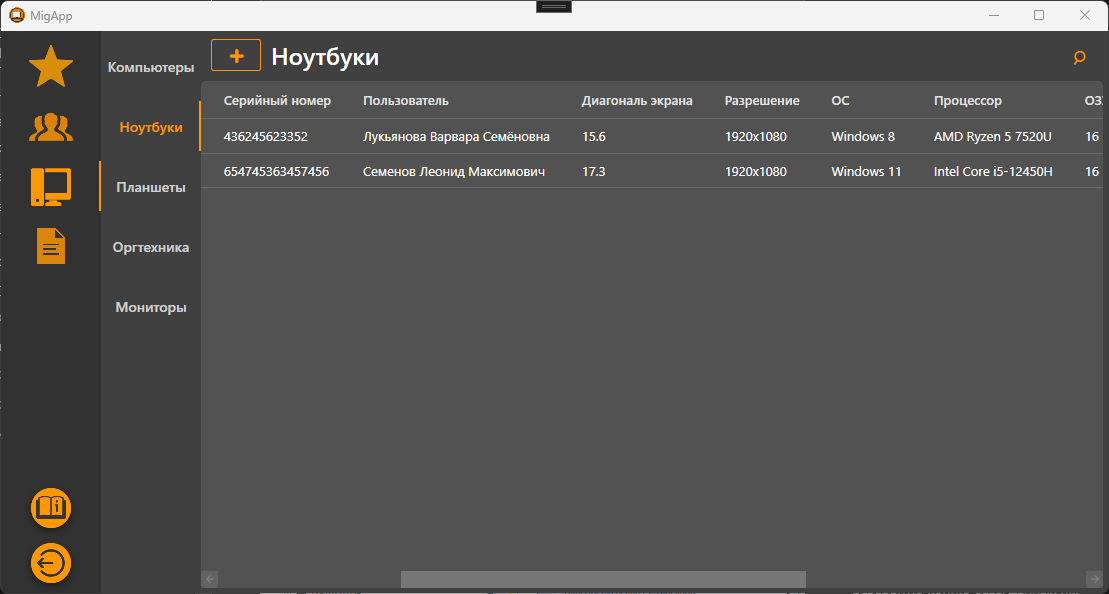 MigApp
Ноутбуки
Компьютеры
Ноутбуки
Планшеты
Оргтехника
Мониторы
Серийный номер Пользователь Диагональ экрана Разрешение ОС Процессор
436245623352 Лукьянова Варвара Семёновна 15.6 1920x1080 Windows 8 AMD Ryzen 5 7520U 16
654745363457456 Семенов Леонид Максимович 17.3 1920x1080 Windows 11 Intel Core i5-12450H 16